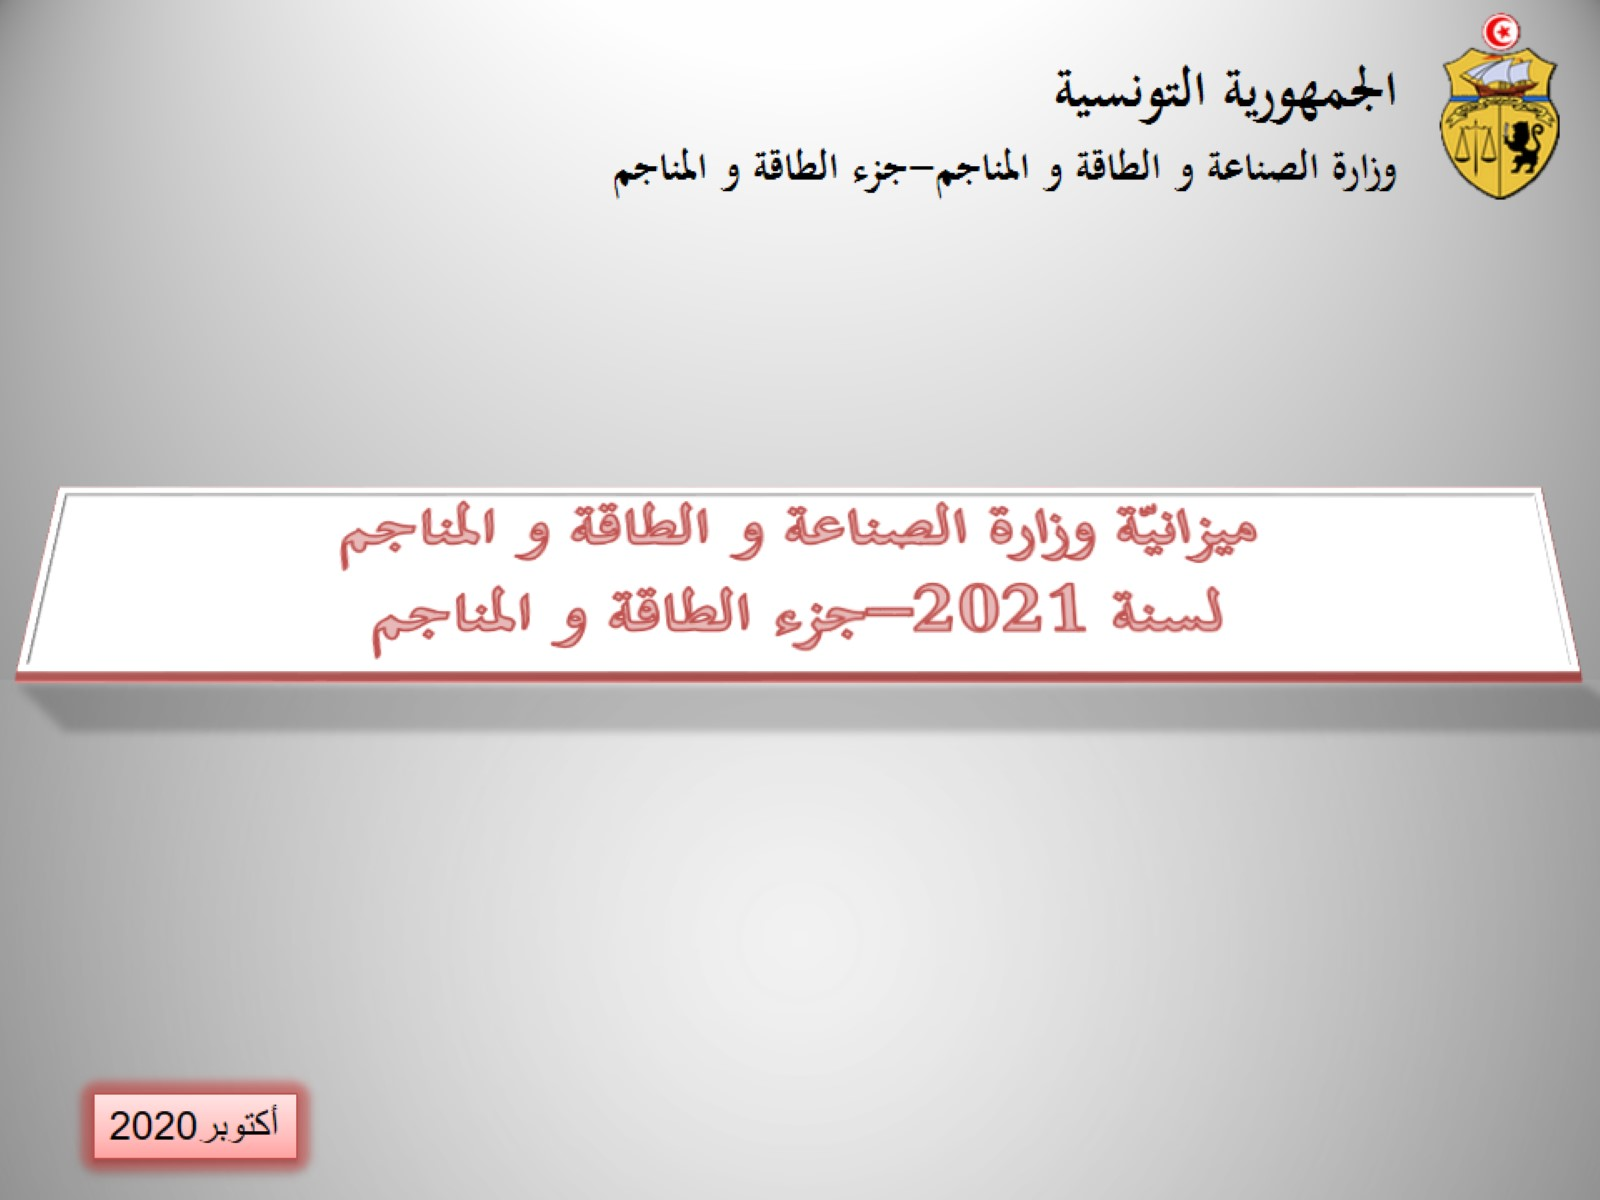 الجمهورية التونسية
وزارة الصناعة و الطاقة و المناجم–جزء الطاقة و المناجم
ميزانيّة وزارة الصناعة و الطاقة و المناجم
لسنة 2021–جزء الطاقة و المناجم
أكتوبر 2020